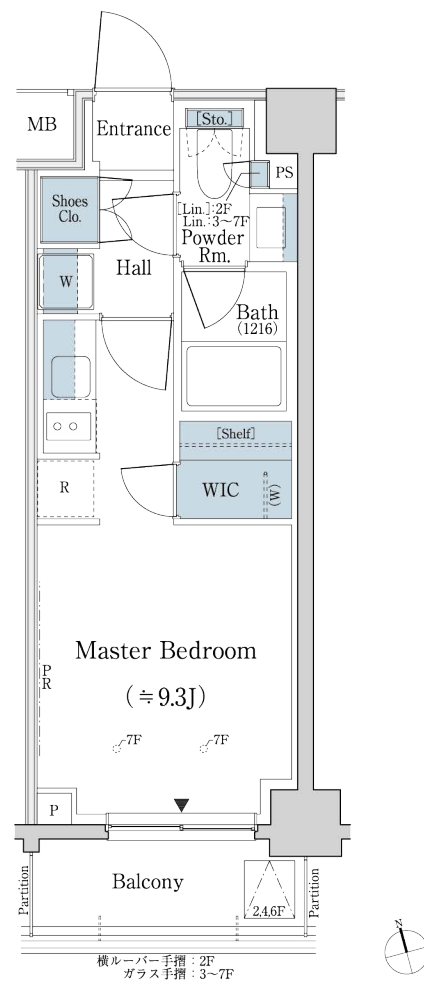 MB
Entrance
[Sto.]
PS
Shoes
Clo.
[Lin.]:2F
Lin.:3～7F
Powder
Rm.
Hall
W
Bath
(1216)
[Shelf]
R
WIC
(W)
Master Bedroom
(≒9.3J)
P
R
7F
7F
P
Balcony
Partition
Partition
2,4,6F
N
横ルーバー手摺：2F
ガラス手摺：3～7F